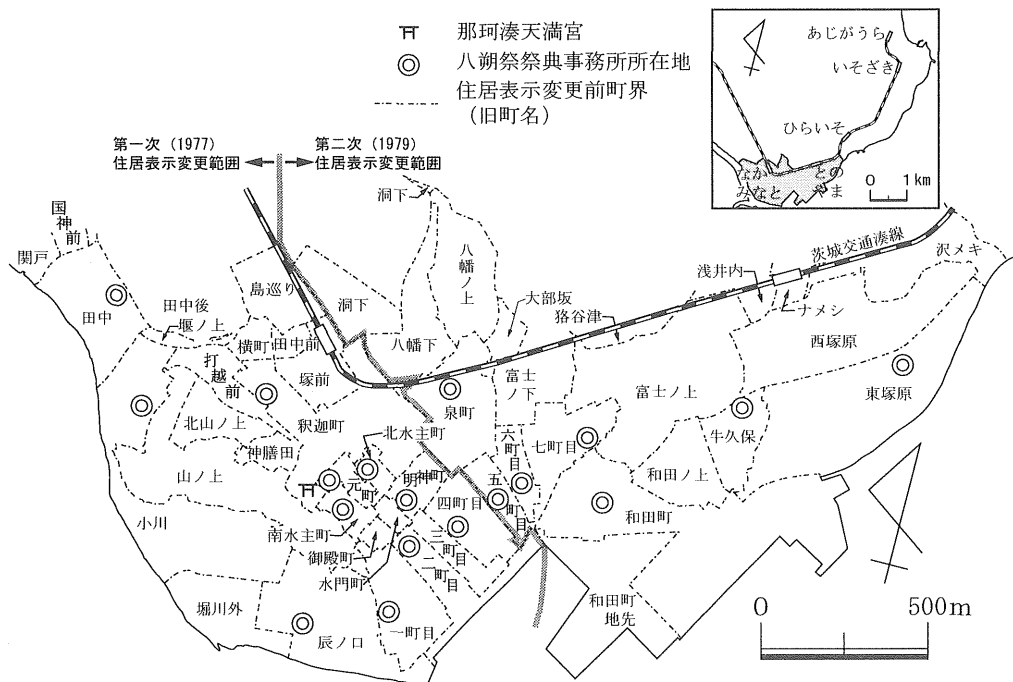 那珂湊天満宮
八朔祭祭典事務所所在地
住居表示変更前町界
(旧町名)
あじがうら
いそざき
ひらいそ
なか
みなと
との
やま
0 1km
第一次(1977)
住居表示変更範囲
第二次(1979)
住居表示変更範囲
洞下
国神前
関戸
田中
田中後
堰ノ上
島巡り
洞下
八幡ノ上
大部坂
狢谷津
浅井内
茨城交通湊線
沢メキ
ナメシ
横町
田中前
八幡下
打越前
塚前
泉町
富士ノ下
富士ノ上
西塚原
東塚原
北山ノ上
釈迦町
北水主町
六町目
七町目
牛久保
神膳田
山ノ上
元町
明神町
四町目
五町目
和田ノ上
和田町
小川
南水主町
御殿町
水門町
三町目
二町目
堀川外
辰ノ口
一町目
和田町
地先
0 500m